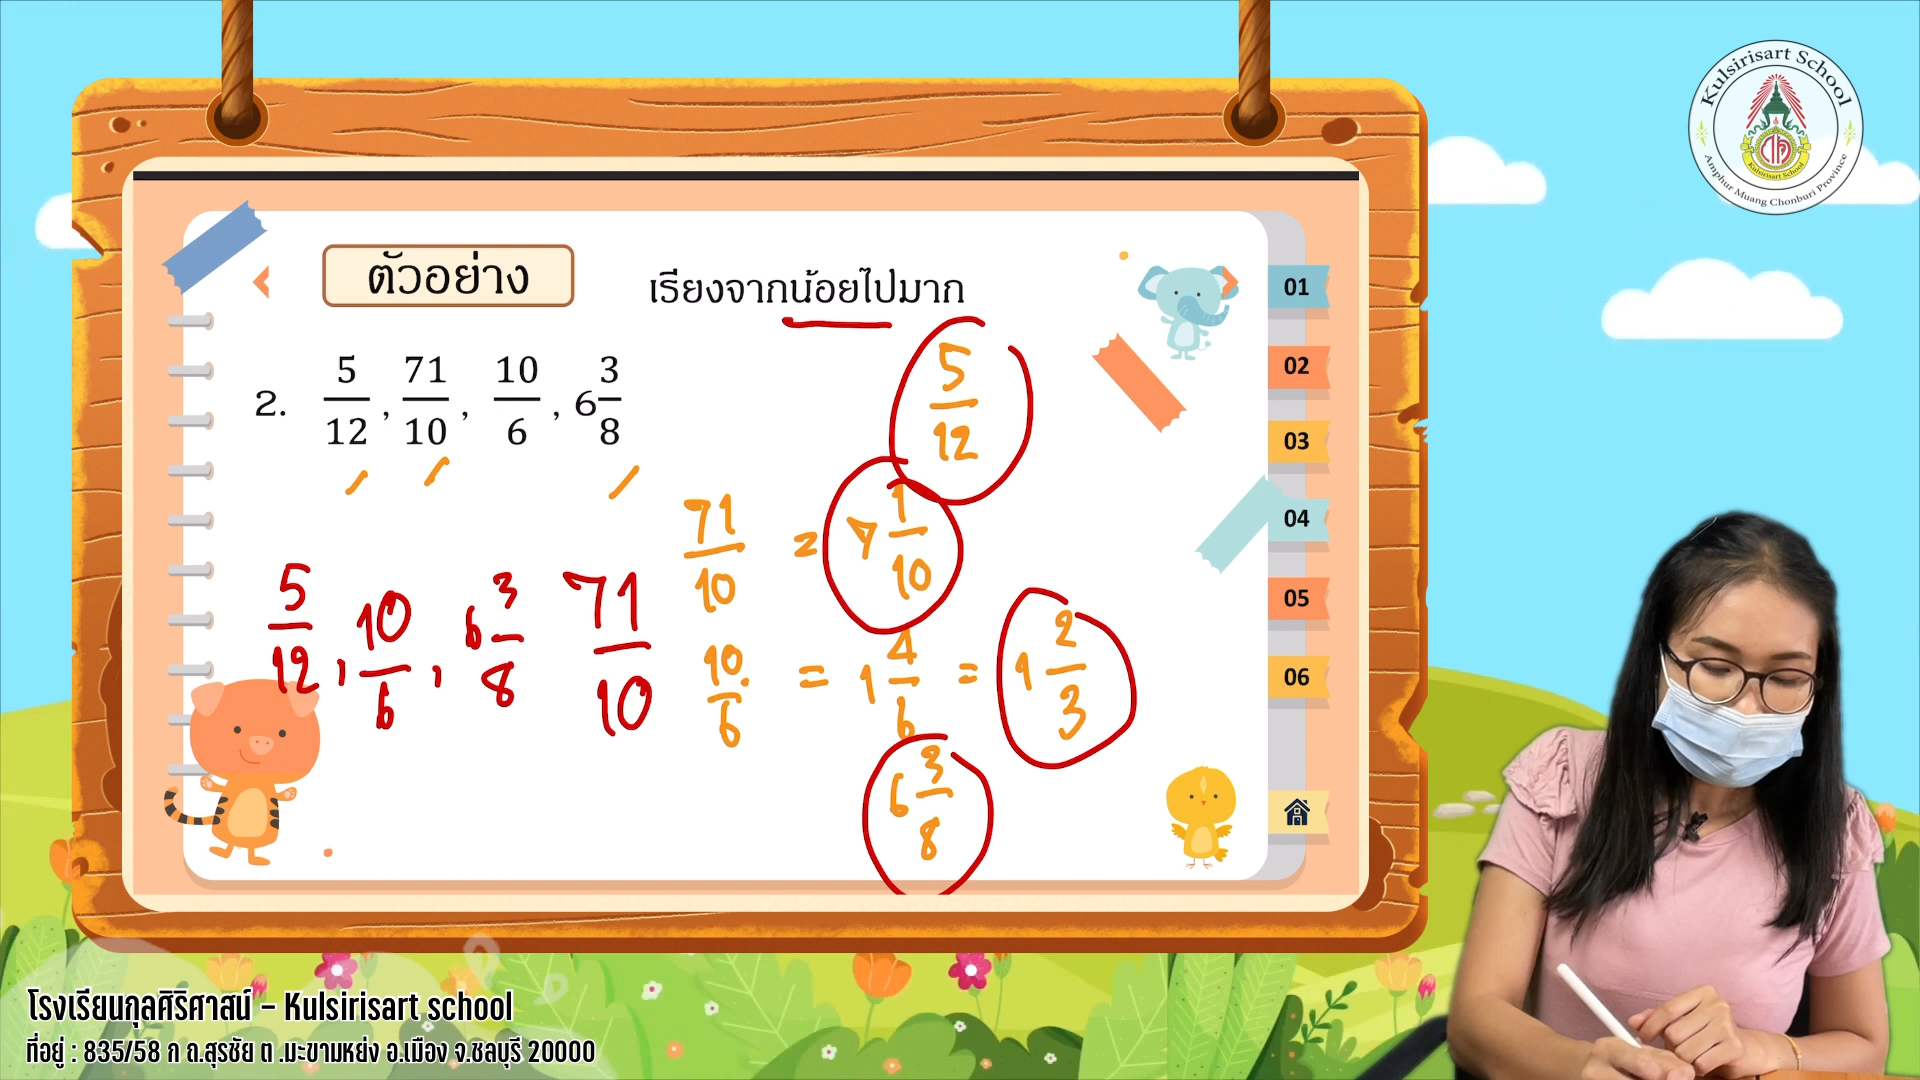 Kulsirisart School
Kulsirisart School
Amphur Muang Chonburi Province
ตัวอย่าง
เรียงจากน้อยไปมาก
2. 5/12 , 71/10 , 10/6 , 6 3/8
5/12
71/10 = 7 1/10
10/6 = 1 4/6 = 1 2/3
6 3/8
5/12 , 10/6 , 6 3/8 71/10
01
02
03
04
05
06
โรงเรียนกุลศิริศาสน์ – Kulsirisart school
ที่อยู่ : 835/58 ก ถ.สุรชัย ต .มะขามหย่ง อ.เมือง จ.ชลบุรี 20000